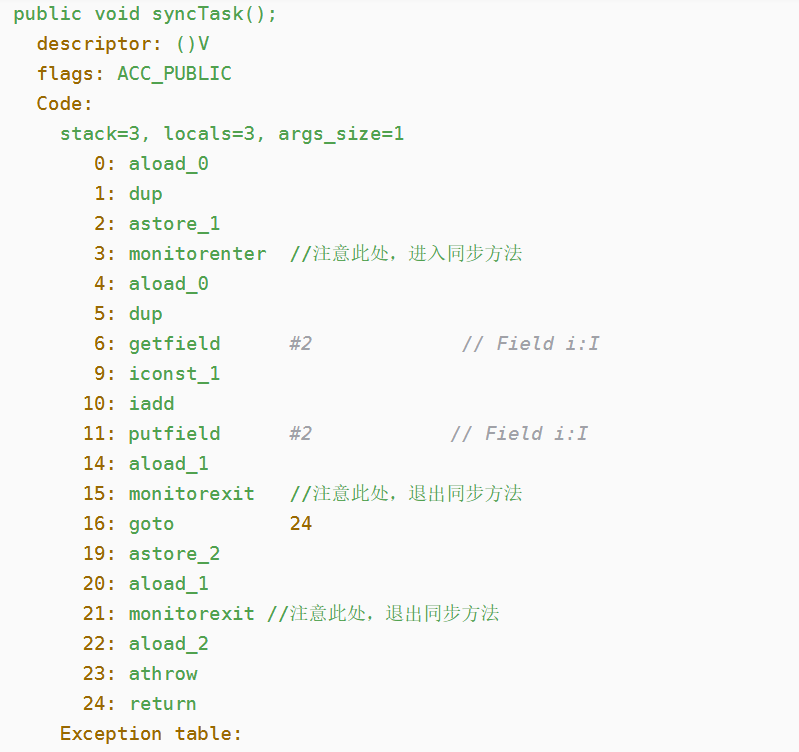 public void syncTask();
descriptor: ()V
flags: ACC_PUBLIC
Code:
stack=3, locals=3, args_size=1
0: aload_0
1: dup
2: astore_1
3: monitorenter //注意此处，进入同步方法
4: aload_0
5: dup
6: getfield #2 // Field i:I
9: iconst_1
10: iadd
11: putfield #2 // Field i:I
14: aload_1
15: monitorexit //注意此处，退出同步方法
16: goto 24
19: astore_2
20: aload_1
21: monitorexit //注意此处，退出同步方法
22: aload_2
23: athrow
24: return
Exception table: